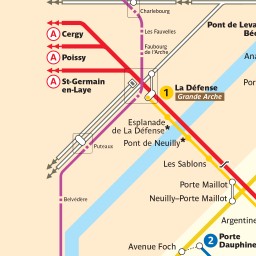 Charlebourg
Pont de Leva
Bé
Les Fauvelles
Faubourg
de l'Arche
A Cergy
A Poissy
A St-Germain
en-Laye
1 La Défense
Grande Arche
Ana
Esplanade
de La Défense
Pont de Neuilly
Puteaux
Les Sablons
Porte Maillot
Neuilly–Porte Maillot
Belvédère
Argentine
Avenue Foch
2 Porte
Dauphine